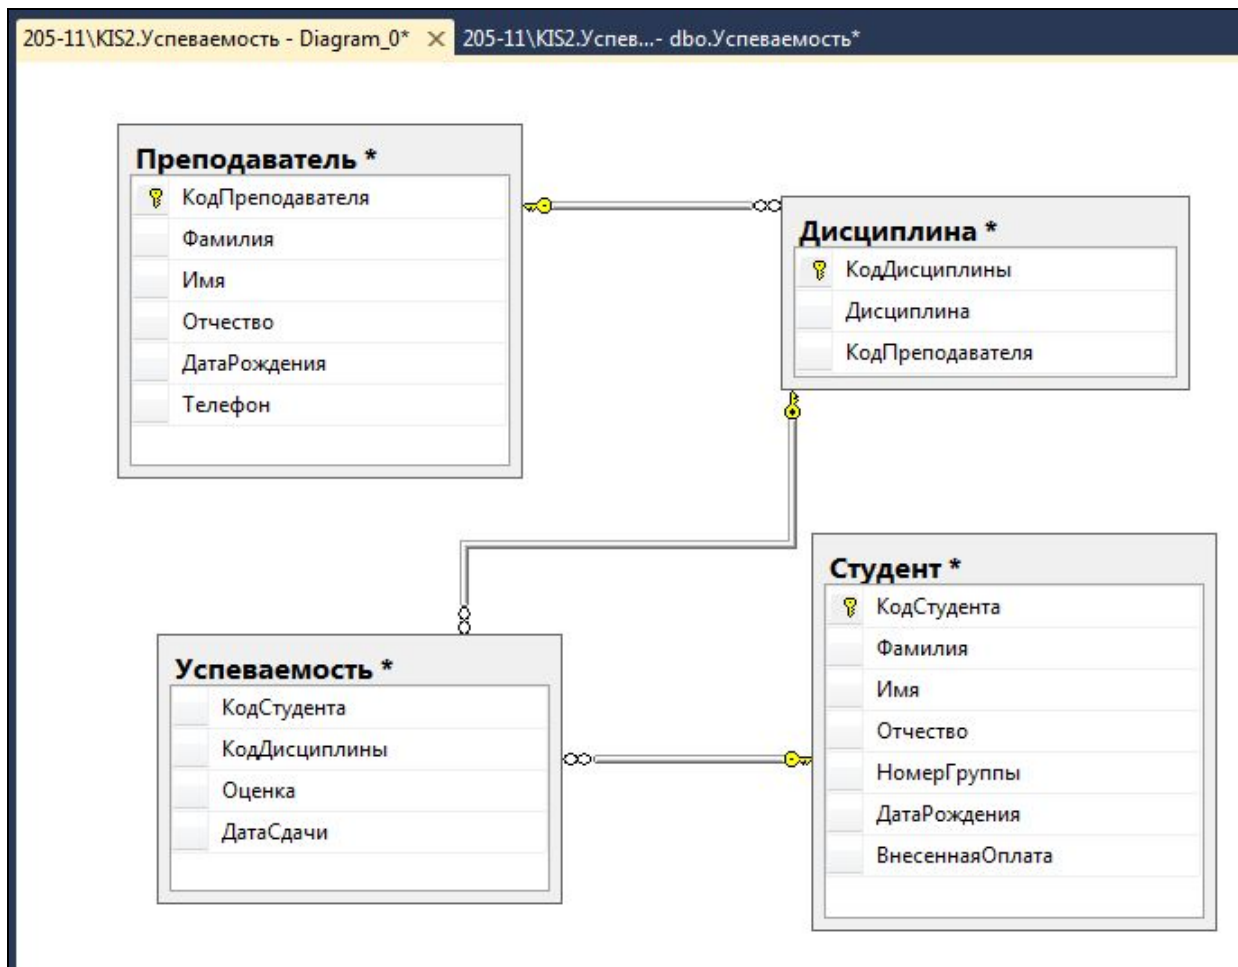 205-11\KIS2.Успеваемость - Diagram_0*
205-11\KIS2.Успев...- dbo.Успеваемость*
Преподаватель *
КодПреподавателя
Фамилия
Имя
Отчество
ДатаРождения
Телефон
Дисциплина *
КодДисциплины
Дисциплина
КодПреподавателя
Успеваемость *
КодСтудента
КодДисциплины
Оценка
ДатаСдачи
Студент *
КодСтудента
Фамилия
Имя
Отчество
НомерГруппы
ДатаРождения
ВнесеннаяОплата